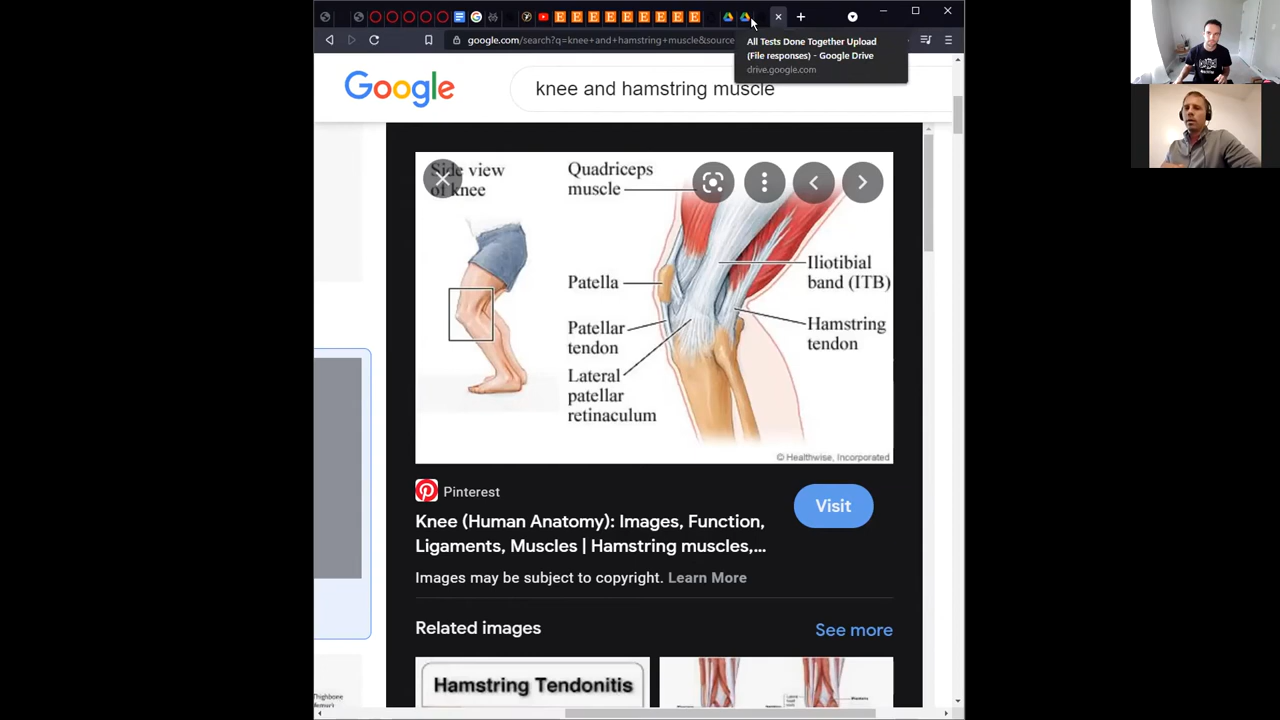 google.com/search?q=knee+and+hamstring+muscle&source
All Tests Done Together Upload
(File responses) - Google Drive
drive.google.com
Google
knee and hamstring muscle
Side view
of knee
Quadriceps
muscle
Patella
Iliotibial
band (ITB)
Patellar
tendon
Hamstring
tendon
Lateral
patellar
retinaculum
© Healthwise, Incorporated
Pinterest
Visit
Knee (Human Anatomy): Images, Function,
Ligaments, Muscles | Hamstring muscles,...
Images may be subject to copyright. Learn More
Related images
See more
Hamstring Tendonitis
Thighbone